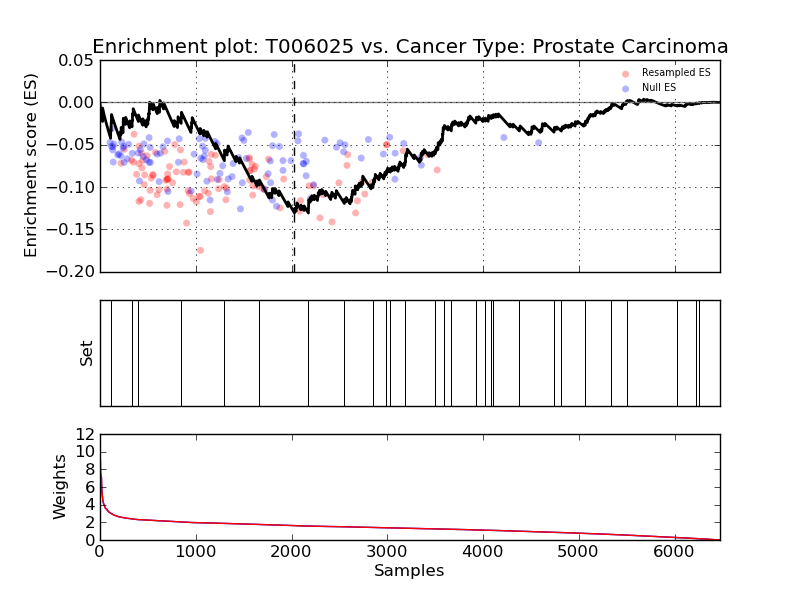 Enrichment plot: T006025 vs. Cancer Type: Prostate Carcinoma
Enrichment score (ES)
0.05
0.00
−0.05
−0.10
−0.15
−0.20
Resampled ES
Null ES
Set
Weights
12
10
8
6
4
2
0
0 1000 2000 3000 4000 5000 6000
Samples